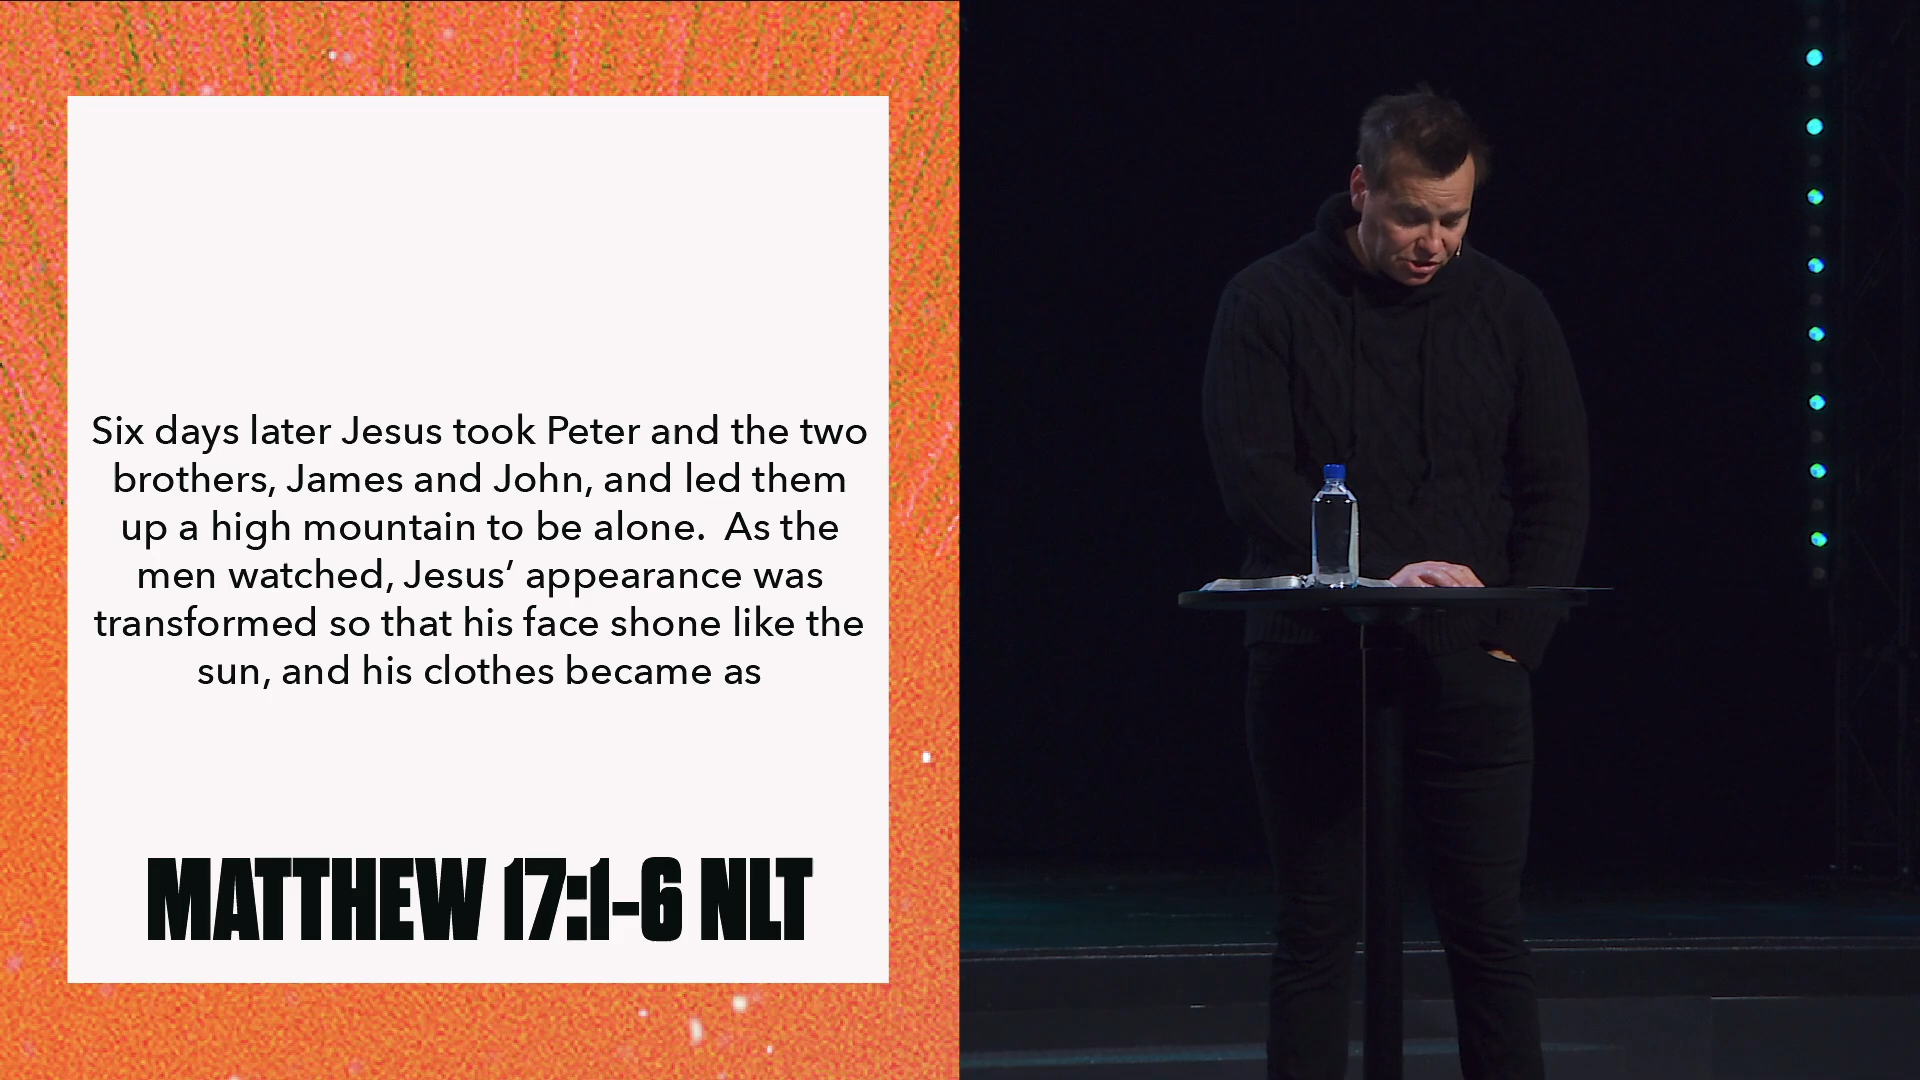 Six days later Jesus took Peter and the two
brothers, James and John, and led them
up a high mountain to be alone.  As the
men watched, Jesus’ appearance was
transformed so that his face shone like the
sun, and his clothes became as
MATTHEW 17:1-6 NLT